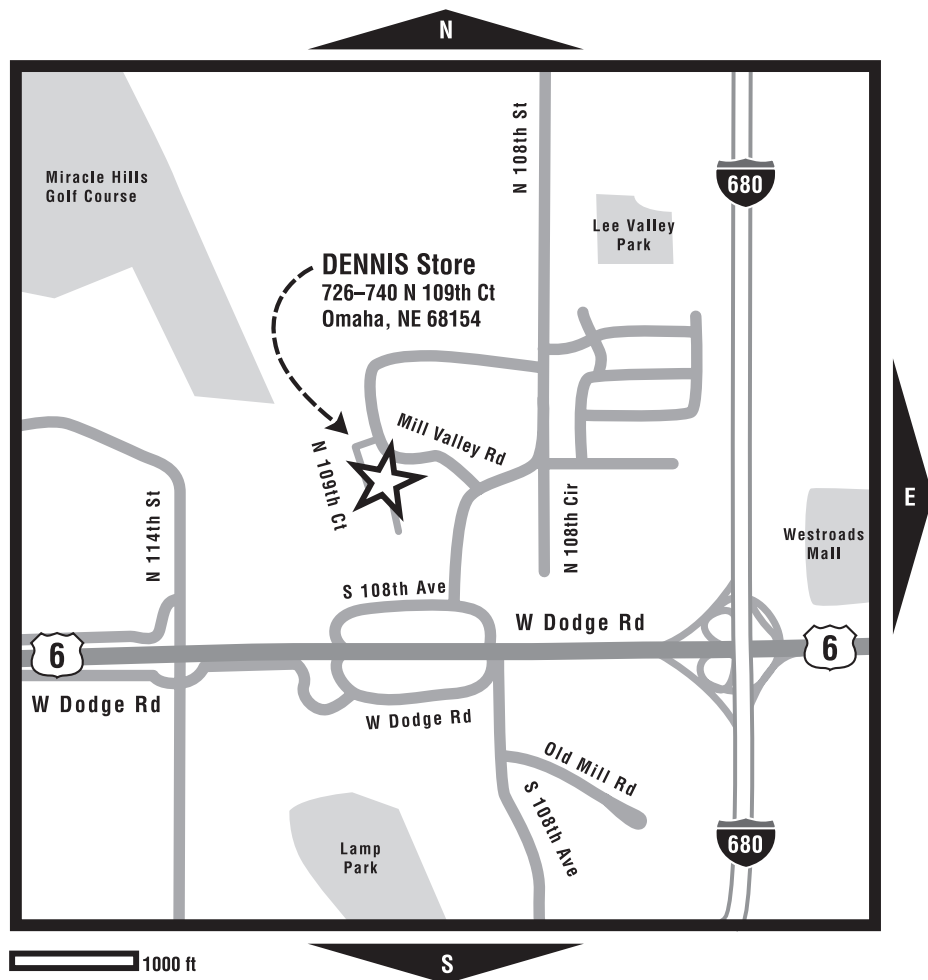 N
N 108th St
680
Miracle Hills
Golf Course
Lee Valley
Park
DENNIS Store
726–740 N 109th Ct
Omaha, NE 68154
Mill Valley Rd
N 109th Ct
N 108th Cir
E
N 114th St
Westroads
Mall
S 108th Ave
W Dodge Rd
6
6
W Dodge Rd
W Dodge Rd
Old Mill Rd
S 108th Ave
680
Lamp
Park
1000 ft
S